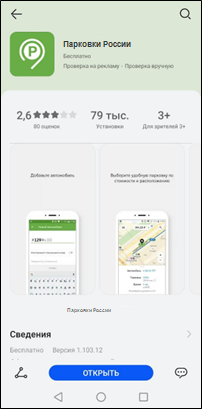 Парковки России
Бесплатно
Проверка на рекламу · Проверка вручную
2,6 79 тыс. 3+
60 оценок Установки Для зрителей 3+
Добавьте автомобиль
Выберите удобную парковку по
стоимости и расположению
Парковки России
Сведения
Бесплатно Версия 1.103.12
ОТКРЫТЬ